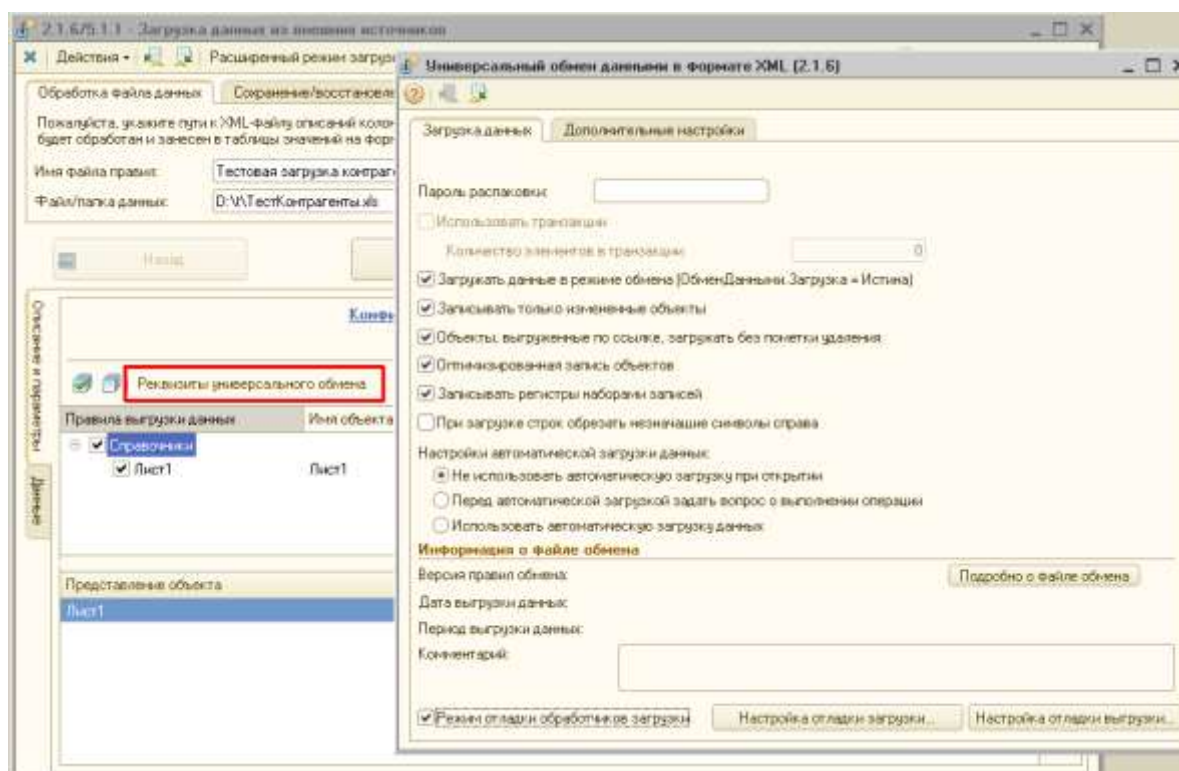 2.1.675.1.1 - Загрузка данных из внешних источников
Действия
Расширенный режим загруз
Обработка файла данных
Сохранение/восстановле
Пожалуйста, укажите пути к XML-файлу описаний коло
будет обработан и занесен в таблицы значений на фор
Имя файла правил:
Тестовая загрузка контраг
Файл/папка данных:
D:\t\ТестКонтрагенты.xls
Назад
Конфи
Описание и параметры
Данные
Реквизиты универсального обмена
Правила выгрузки данных
Имя объекта
Справочники
Лист1
Лист1
Представление объекта
Лист1
Универсальный обмен данными в формате XML (2.1.6)
Загрузка данных
Дополнительные настройки
Пароль распаковки:
Использовать транзакции
Количество элементов в транзакции:
0
Загружать данные в режиме обмена (ОбменДанными.Загрузка = Истина)
Записывать только измененные объекты
Объекты, выгруженные по ссылке, загружать без пометки удаления
Оптимизированная запись объектов
Записывать регистры наборами записей
При загрузке строк обрезать незначащие символы справа
Настройки автоматической загрузки данных:
Не использовать автоматическую загрузку при открытии
Перед автоматической загрузкой задать вопрос о выполнении операции
Использовать автоматическую загрузку данных
Информация о файле обмена
Версия правил обмена:
Подробно о файле обмена
Дата выгрузки данных:
Период выгрузки данных:
Комментарий:
Режим отладки обработчиков загрузки
Настройка отладки загрузки...
Настройка отладки выгрузки...